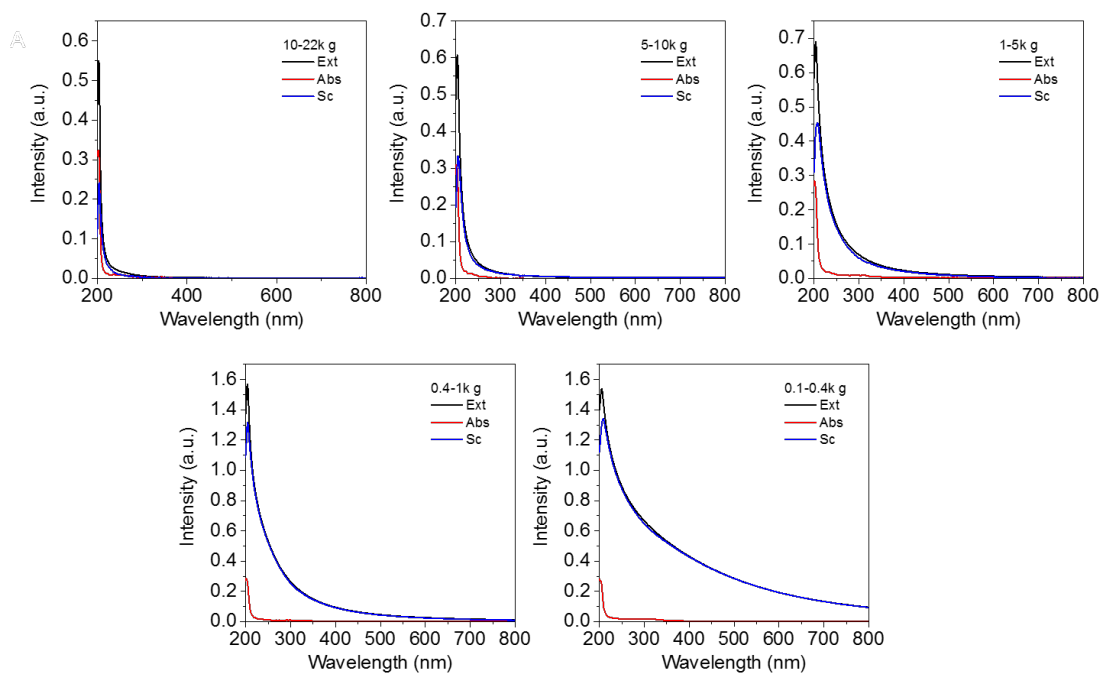 A
10-22k g
Ext
Abs
Sc
0.6
0.5
0.4
0.3
0.2
0.1
0.0
200
400
600
800
Intensity (a.u.)
Wavelength (nm)
5-10k g
Ext
Abs
Sc
0.7
0.6
0.5
0.4
0.3
0.2
0.1
0.0
200 300 400 500 600 700 800
Intensity (a.u.)
Wavelength (nm)
1-5k g
Ext
Abs
Sc
0.7
0.6
0.5
0.4
0.3
0.2
0.1
0.0
200 300 400 500 600 700 800
Intensity (a.u.)
Wavelength (nm)
0.4-1k g
Ext
Abs
Sc
1.6
1.4
1.2
1.0
0.8
0.6
0.4
0.2
0.0
200 300 400 500 600 700 800
Intensity (a.u.)
Wavelength (nm)
0.1-0.4k g
Ext
Abs
Sc
1.6
1.4
1.2
1.0
0.8
0.6
0.4
0.2
0.0
200 300 400 500 600 700 800
Intensity (a.u.)
Wavelength (nm)